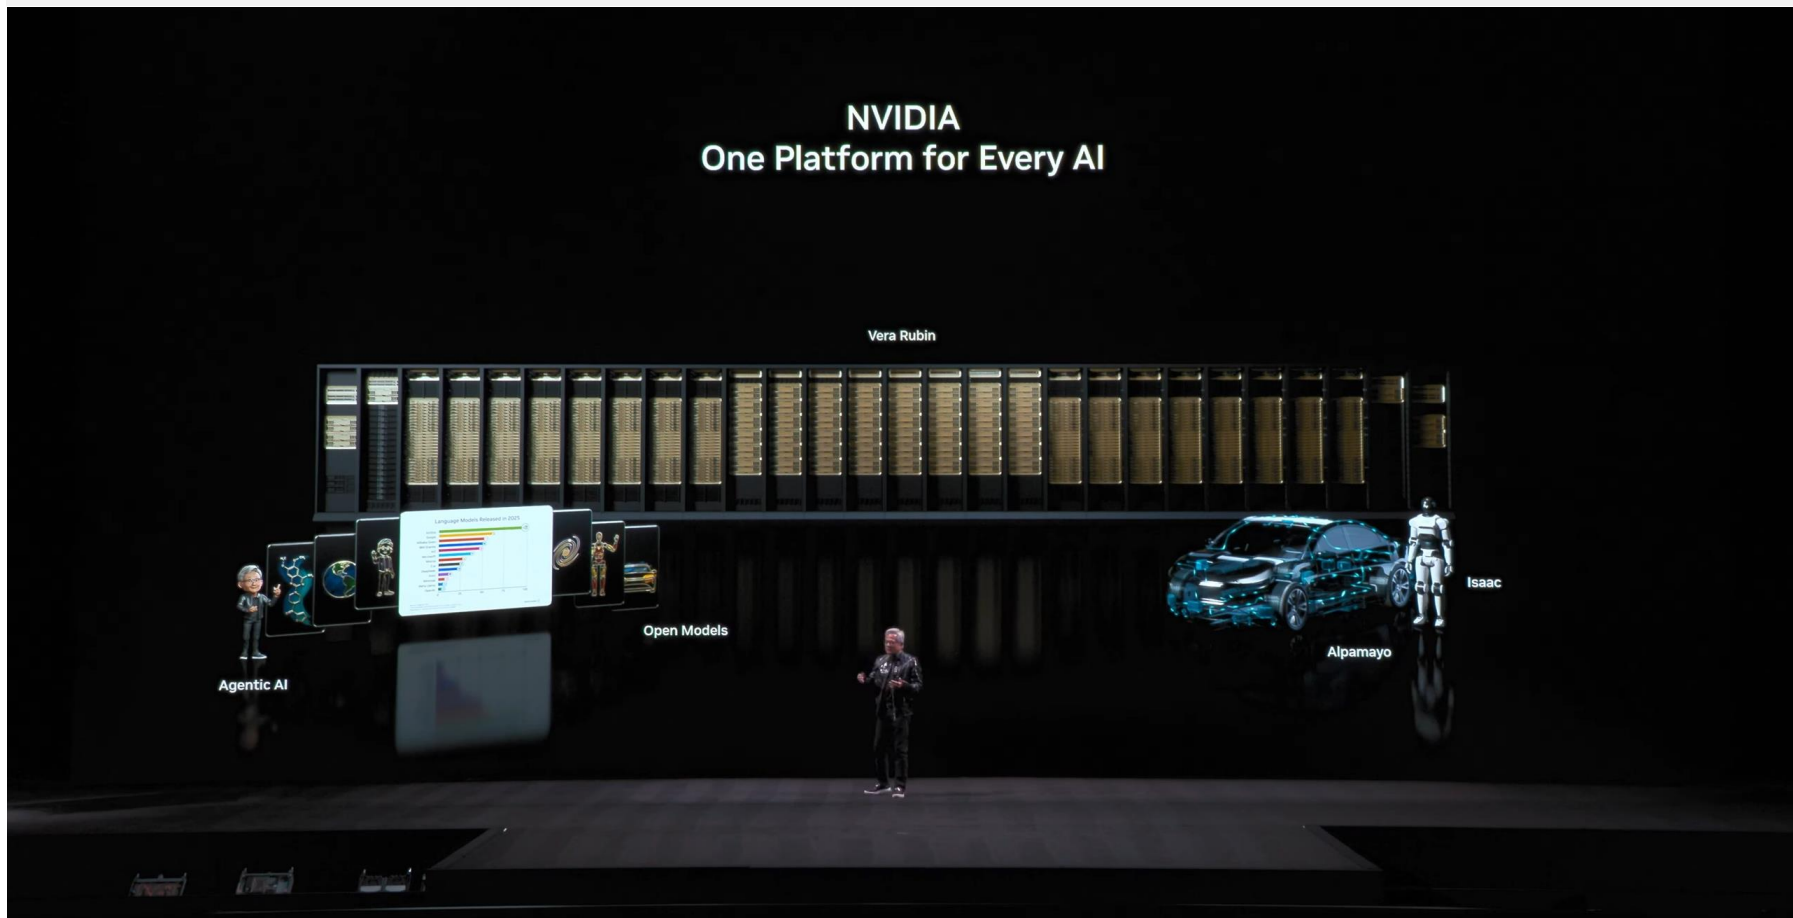 NVIDIA
One Platform for Every AI
Vera Rubin
Language Models Released in 2025
Isaac
Open Models
Alpamayo
Agentic AI